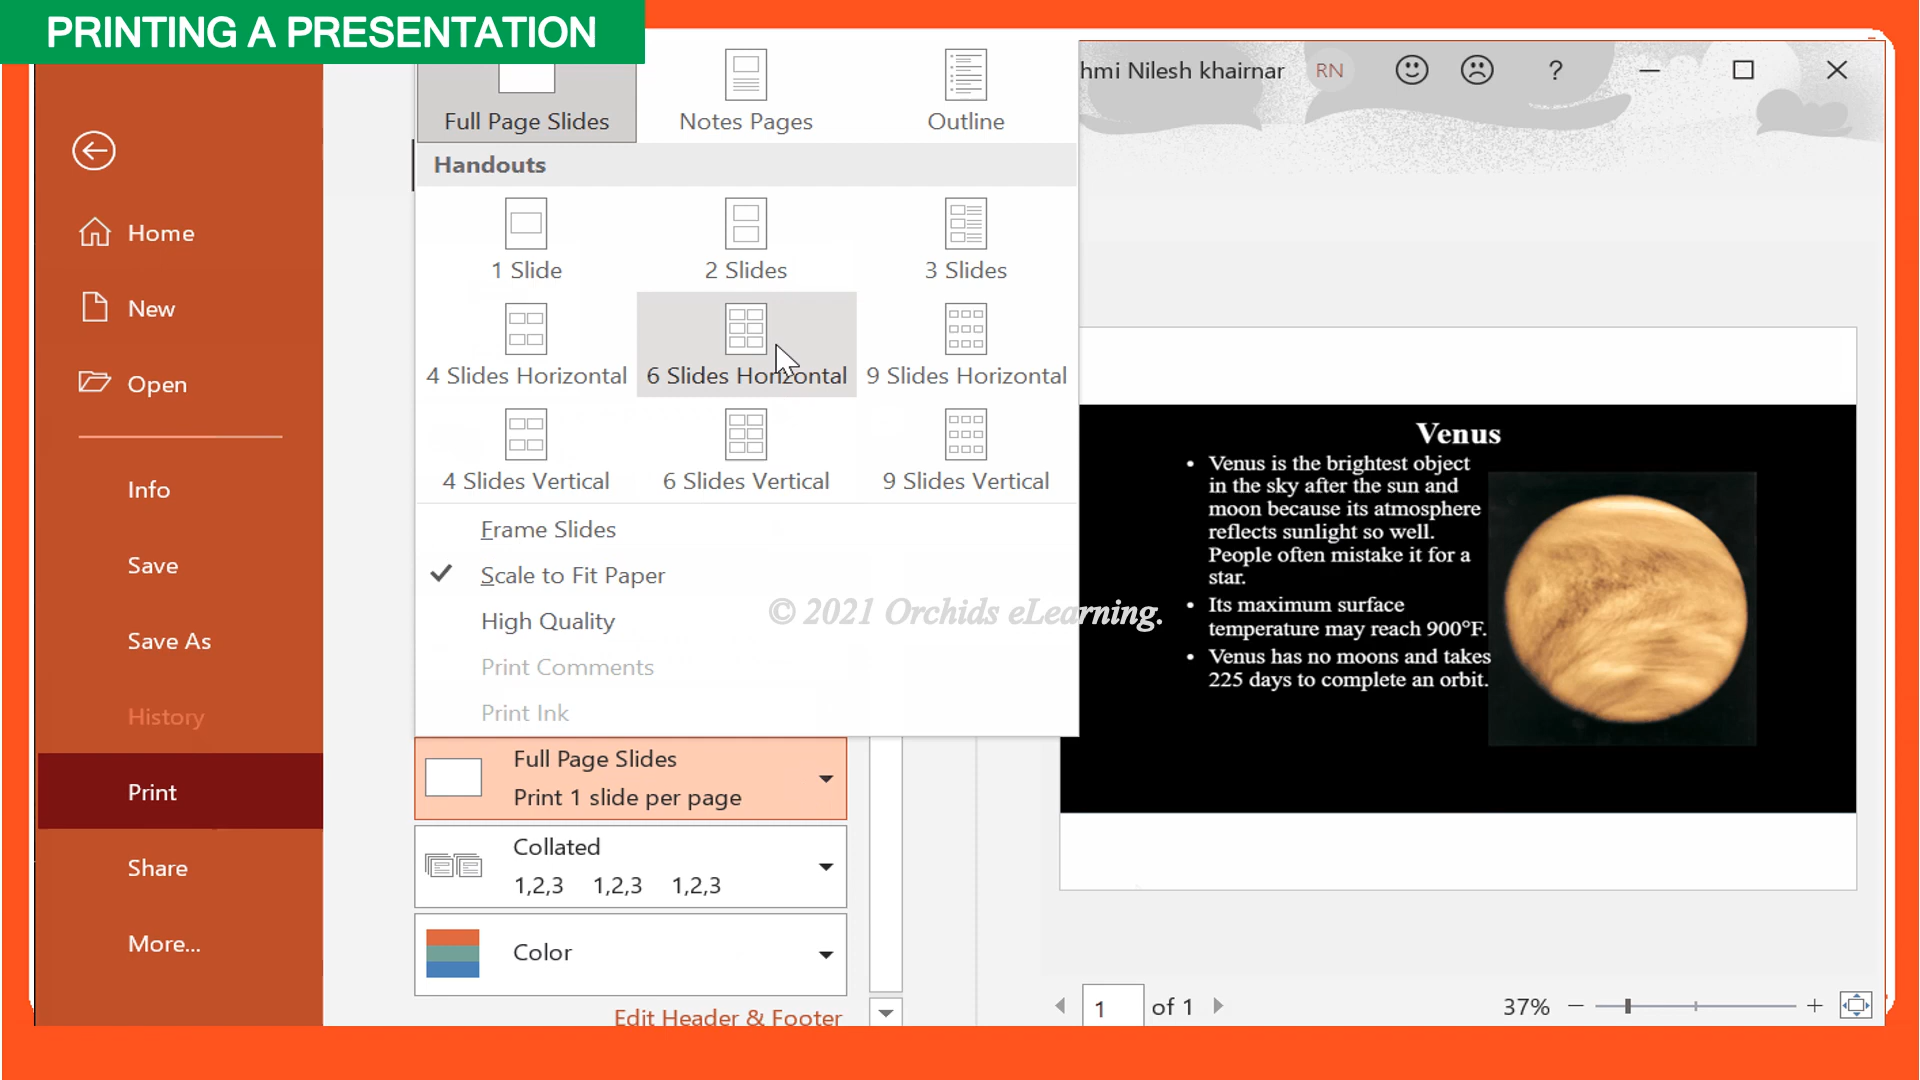 PRINTING A PRESENTATION
hmi Nilesh khairnar RN ?
Full Page Slides
Notes Pages
Outline
Handouts
1 Slide
2 Slides
3 Slides
4 Slides Horizontal
6 Slides Horizontal
9 Slides Horizontal
4 Slides Vertical
6 Slides Vertical
9 Slides Vertical
Frame Slides
Scale to Fit Paper
High Quality
Print Comments
Print Ink
Full Page Slides
Print 1 slide per page
Collated
1,2,3 1,2,3 1,2,3
Color
Edit Header & Footer
Home
New
Open
Info
Save
Save As
History
Print
Share
More...
Venus
• Venus is the brightest object
in the sky after the sun and
moon because its atmosphere
reflects sunlight so well.
People often mistake it for a
star.
• Its maximum surface
temperature may reach 900°F.
• Venus has no moons and takes
225 days to complete an orbit.
© 2021 Orchids eLearning.
1 of 1
37%